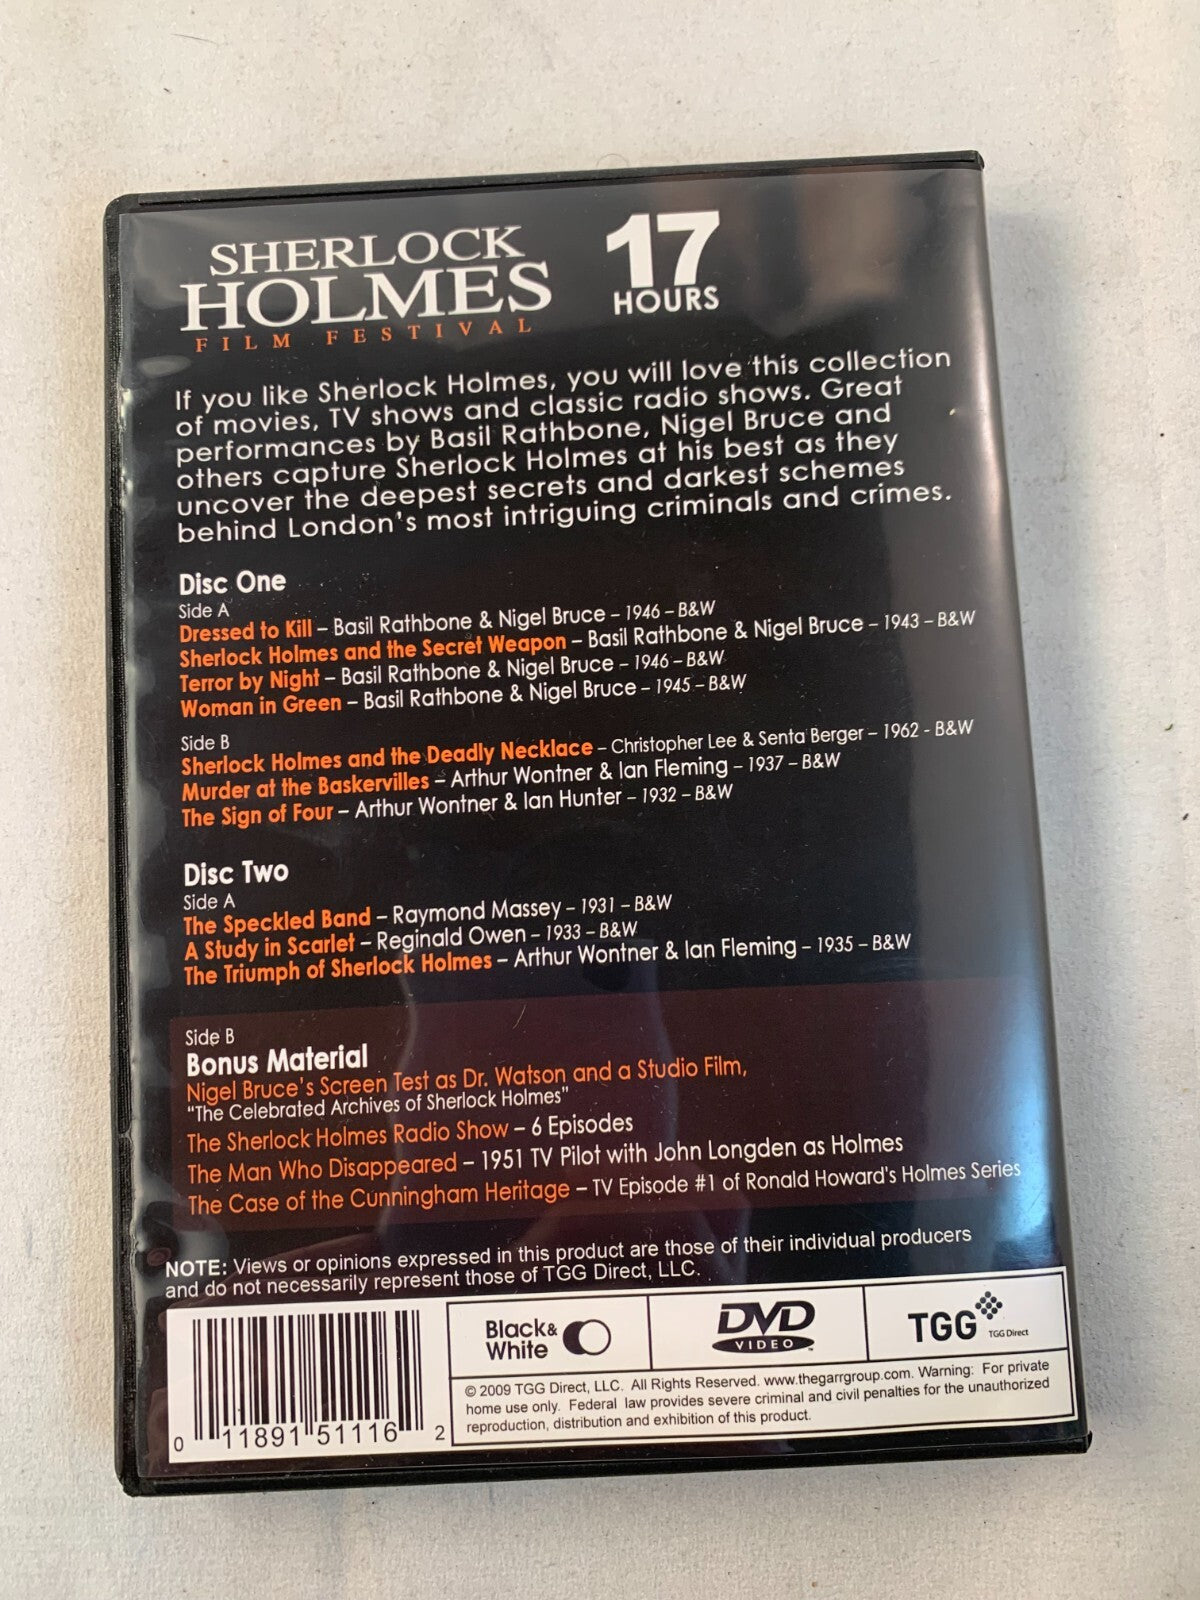 SHERLOCK
HOLMES
FILM FESTIVAL
17
HOURS
If you like Sherlock Holmes, you will love this collection
of movies, TV shows and classic radio shows. Great
performances by Basil Rathbone, Nigel Bruce and
others capture Sherlock Holmes at his best as they
uncover the deepest secrets and darkest schemes
behind London's most intriguing criminals and crimes.
Disc One
Side A
Dressed to Kill – Basil Rathbone & Nigel Bruce – 1946 – B&W
Sherlock Holmes and the Secret Weapon – Basil Rathbone & Nigel Bruce – 1943 – B&W
Terror by Night – Basil Rathbone & Nigel Bruce – 1946 – B&W
Woman in Green – Basil Rathbone & Nigel Bruce – 1945 – B&W
Side B
Sherlock Holmes and the Deadly Necklace – Christopher Lee & Senta Berger – 1962 - B&W
Murder at the Baskervilles – Arthur Wontner & Ian Fleming – 1937 – B&W
The Sign of Four – Arthur Wontner & Ian Hunter – 1932 – B&W
Disc Two
Side A
The Speckled Band – Raymond Massey – 1931 – B&W
A Study in Scarlet – Reginald Owen – 1933 – B&W
The Triumph of Sherlock Holmes – Arthur Wontner & Ian Fleming – 1935 – B&W
Side B
Bonus Material
Nigel Bruce's Screen Test as Dr. Watson and a Studio Film,
"The Celebrated Archives of Sherlock Holmes"
The Sherlock Holmes Radio Show – 6 Episodes
The Man Who Disappeared – 1951 TV Pilot with John Longden as Holmes
The Case of the Cunningham Heritage – TV Episode #1 of Ronald Howard's Holmes Series
NOTE: Views or opinions expressed in this product are those of their individual producers
and do not necessarily represent those of TGG Direct, LLC.
Black&
White
DVD
VIDEO
TM
TGG
TGG Direct
© 2009 TGG Direct, LLC. All Rights Reserved. www.thegarrgroup.com. Warning: For private
home use only. Federal law provides severe criminal and civil penalties for the unauthorized
reproduction, distribution and exhibition of this product.
0 11891 51116 2